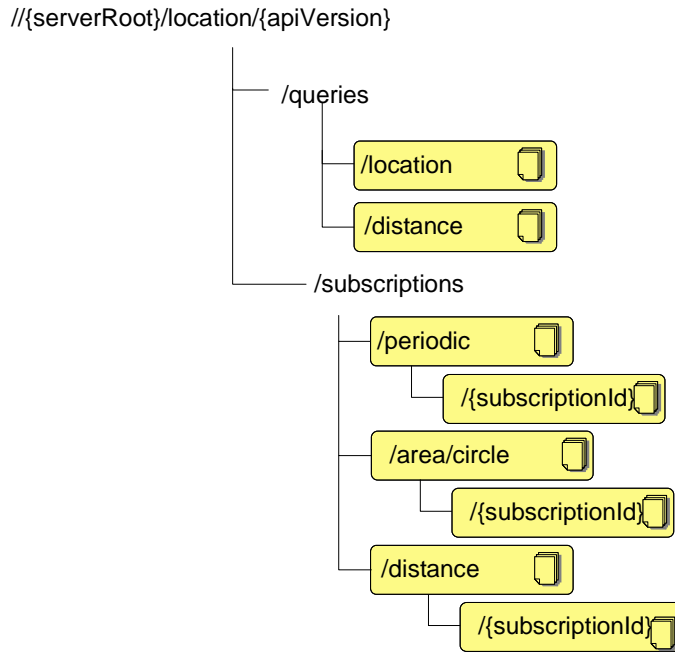 //{serverRoot}/location/{apiVersion}
/queries
/location
/distance
/subscriptions
/periodic
/{subscriptionId}
/area/circle
/{subscriptionId}
/distance
/{subscriptionId}